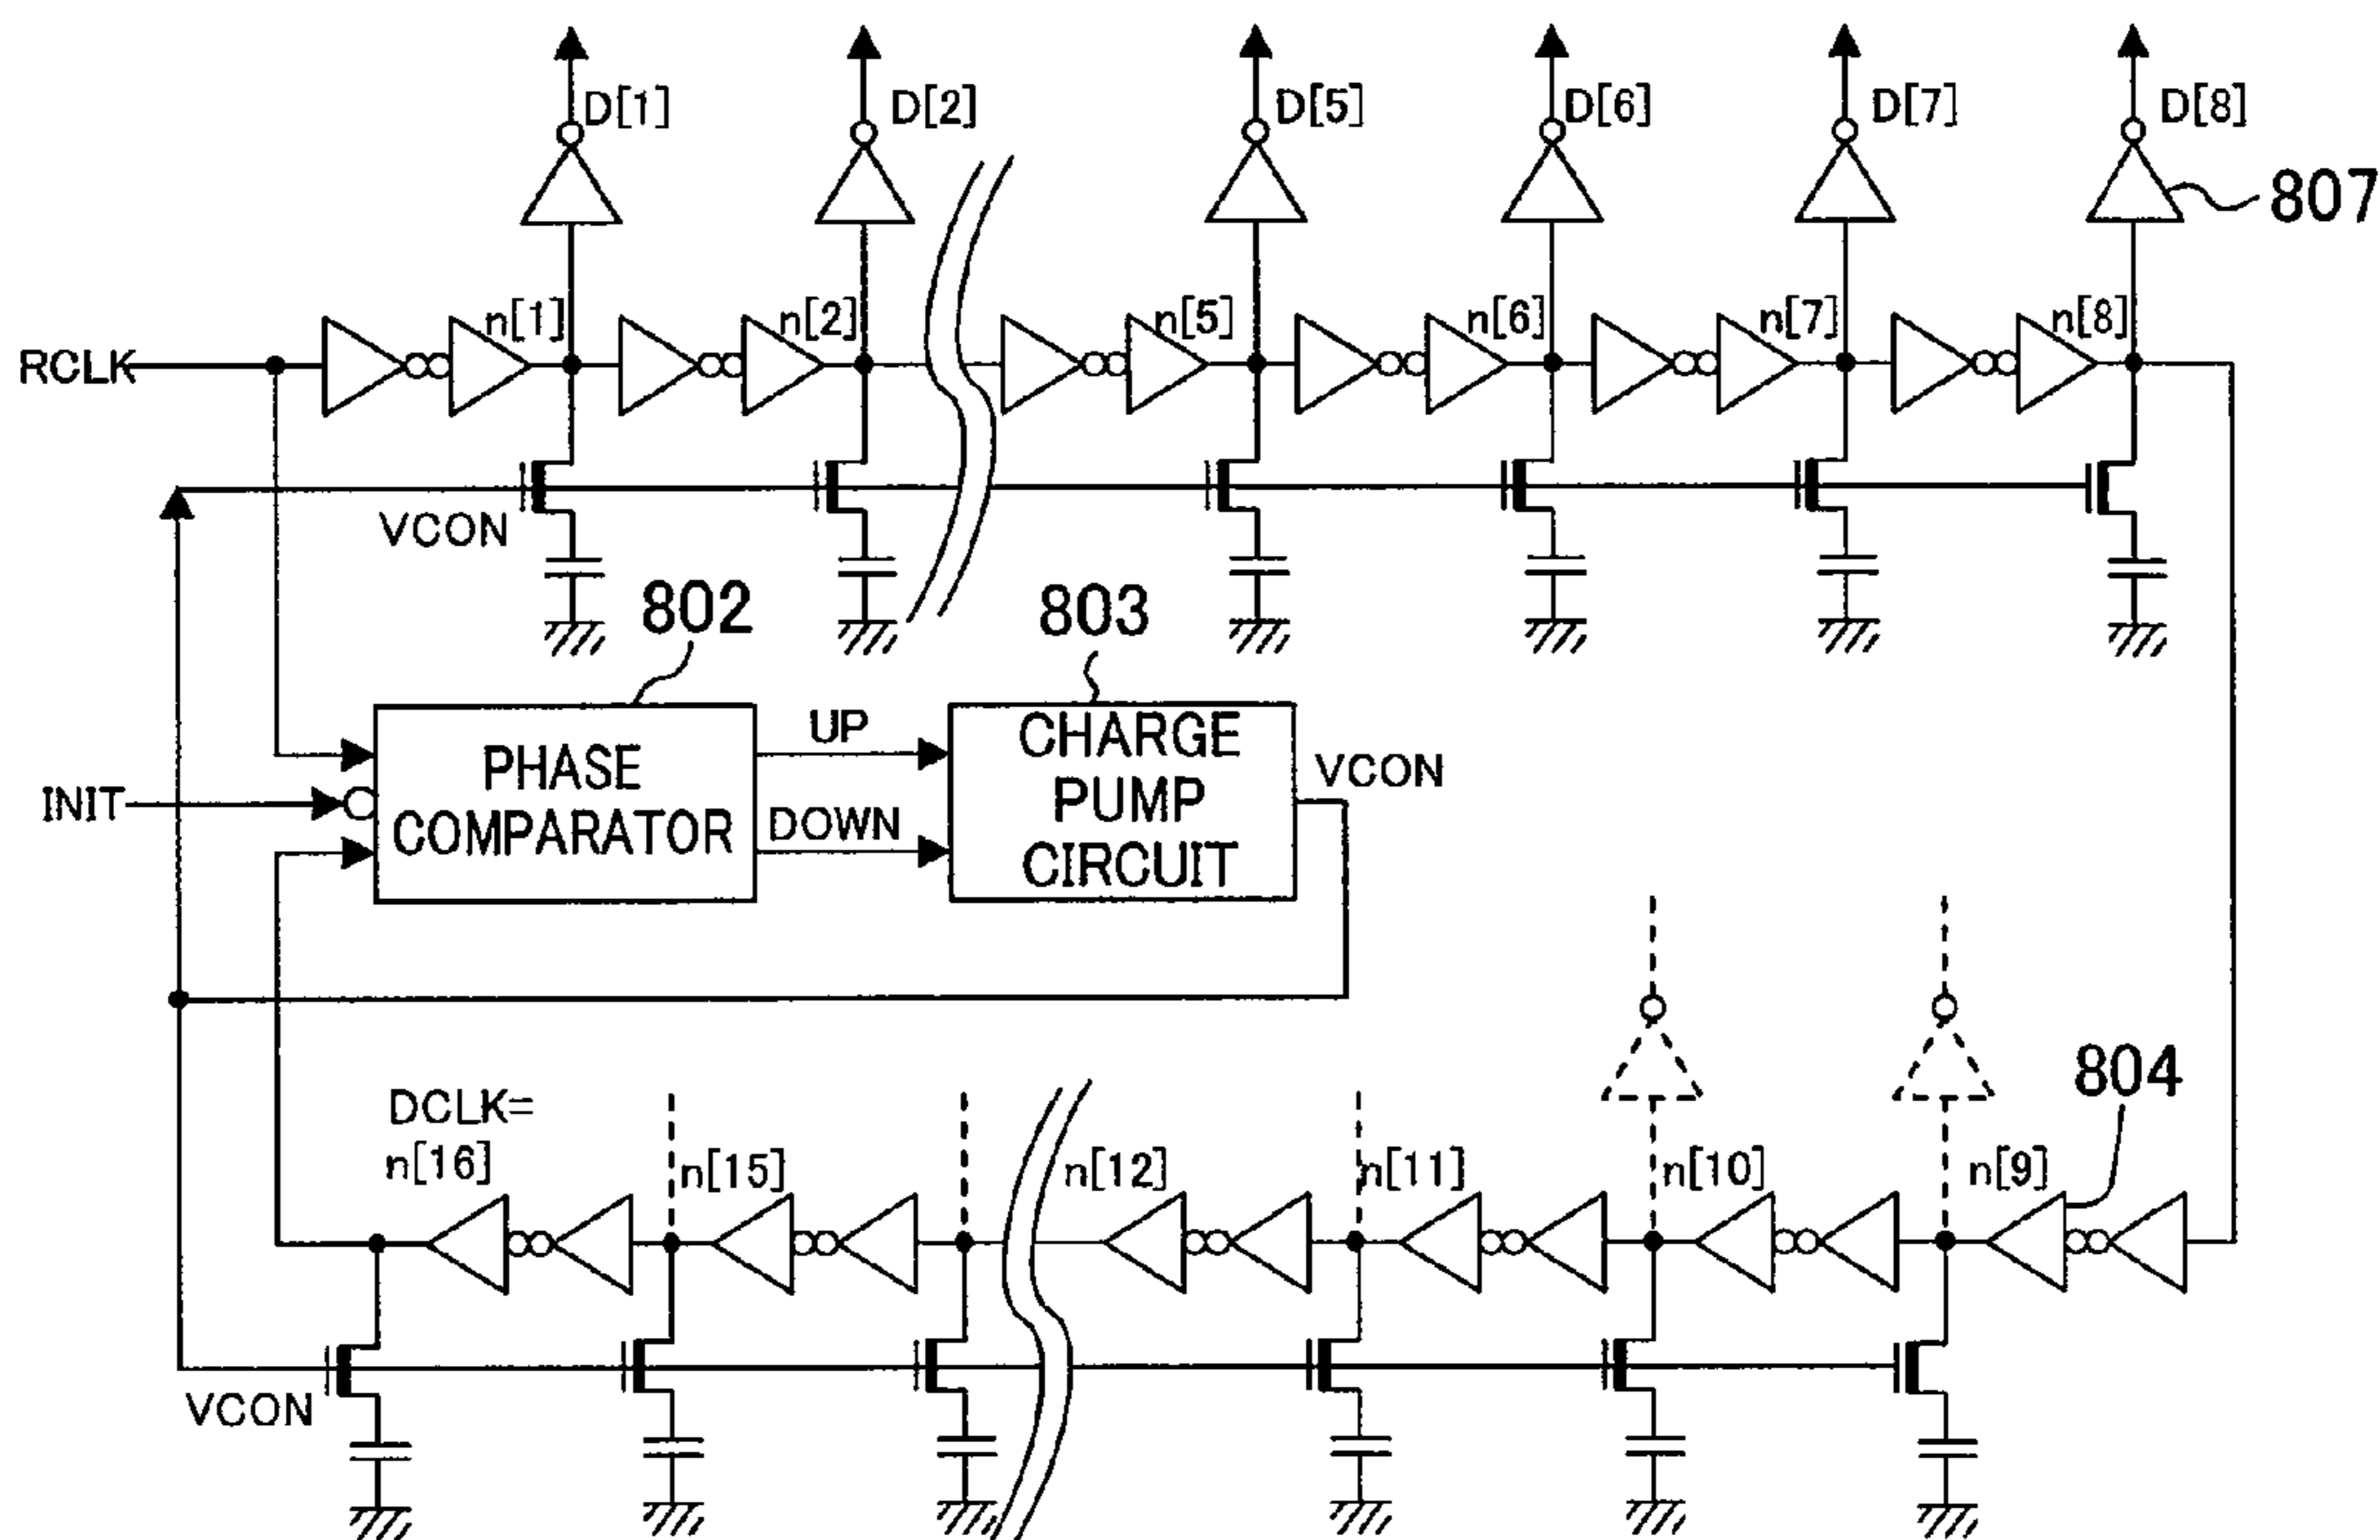 D[1]
D[2]
D[5]
D[6]
D[7]
D[8]
807
RCLK
n[1]
n[2]
n[5]
n[6]
n[7]
n[8]
VCON
802
803
INIT
PHASE
COMPARATOR
UP
DOWN
CHARGE
PUMP
CIRCUIT
VCON
804
DCLK=
n[16]
n[15]
n[12]
n[11]
n[10]
n[9]
VCON